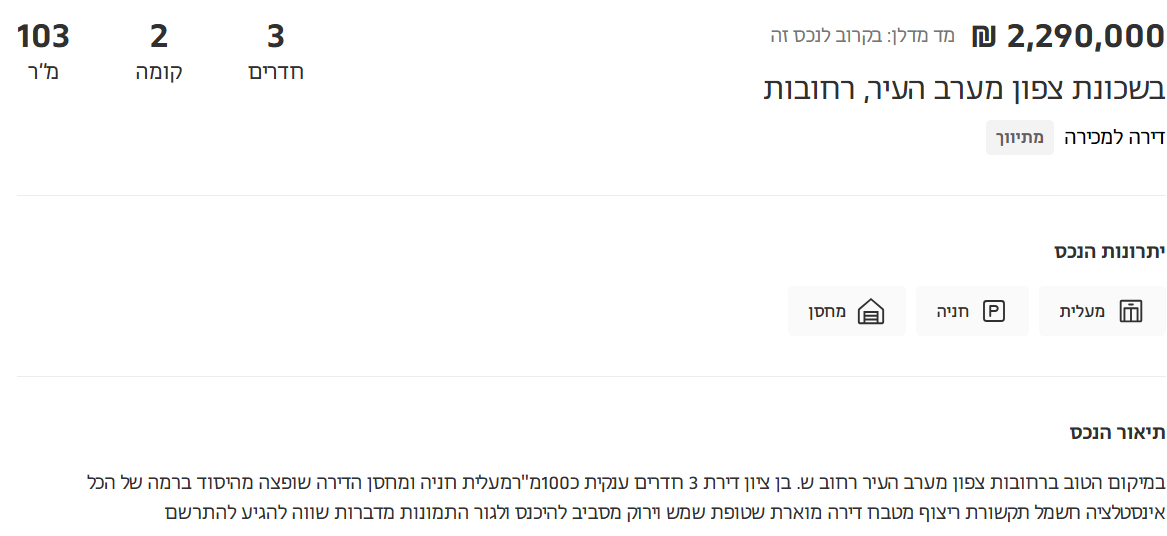 2,290,000 ₪ מד מדלן: בקרוב לנכס זה
3 חדרים
2 קומה
103 מ"ר
בשכונת צפון מערב העיר, רחובות
דירה למכירה מתיווך
יתרונות הנכס
מעלית
חניה
מחסן
תיאור הנכס
במיקום הטוב ברחובות צפון מערב העיר רחוב ש. בן ציון דירת 3 חדרים ענקית כ100מ"רמעלית חניה ומחסן הדירה שופצה מהיסוד ברמה של הכל
אינסטלציה חשמל תקשורת ריצוף מטבח דירה מוארת שטופת שמש וירוק מסביב להיכנס ולגור התמונות מדברות שווה להגיע להתרשם